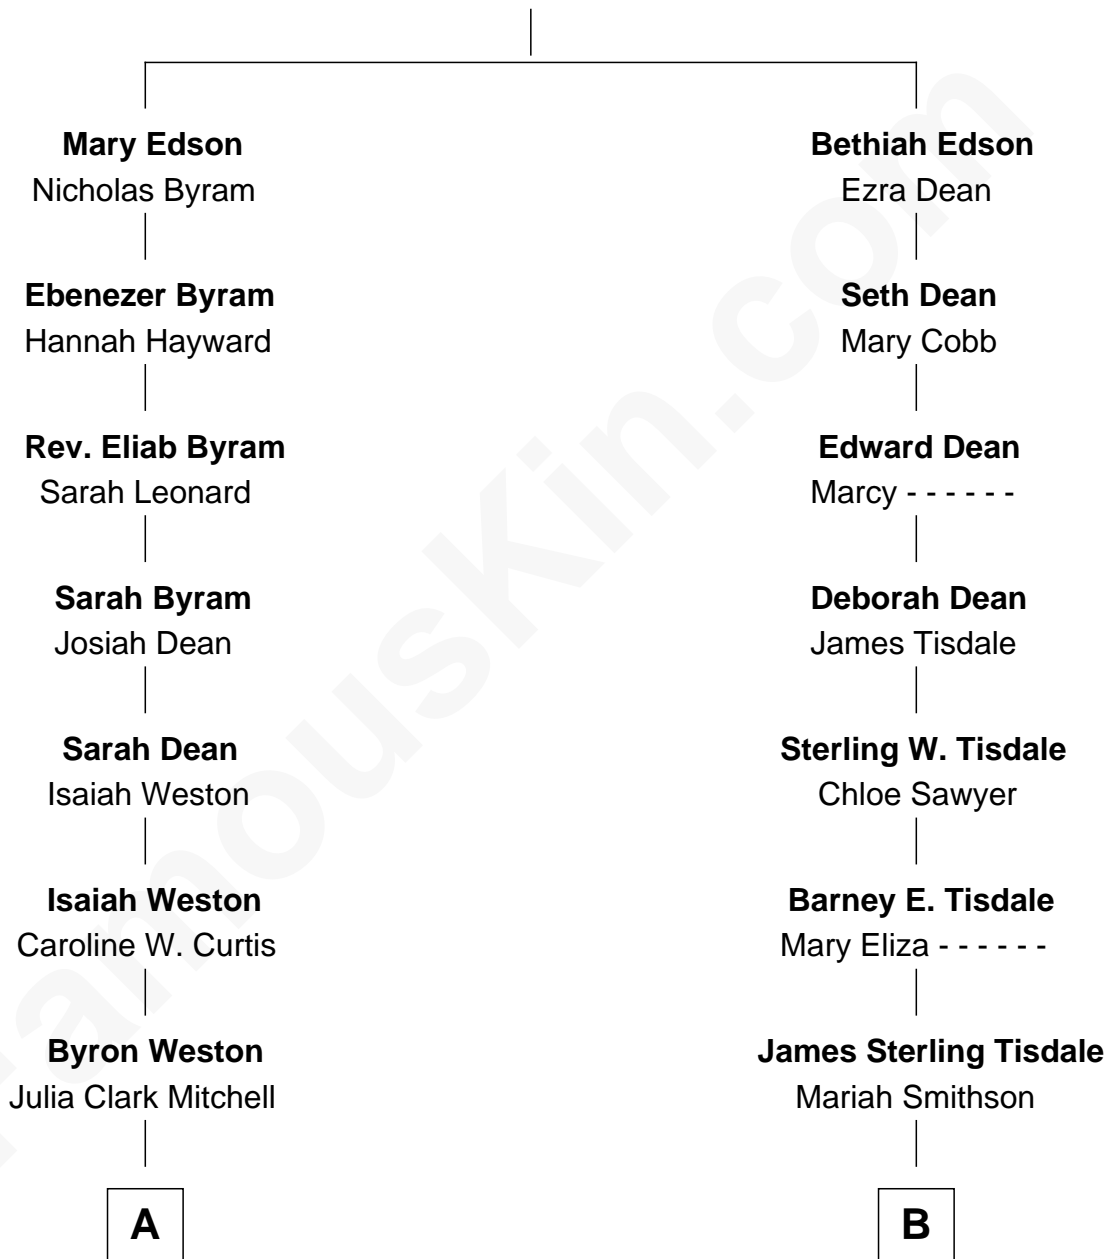 Mary Edson
Nicholas Byram
Ebenezer Byram
Hannah Hayward
Rev. Eliab Byram
Sarah Leonard
Sarah Byram
Josiah Dean
Sarah Dean
Isaiah Weston
Isaiah Weston
Caroline W. Curtis
Byron Weston
Julia Clark Mitchell
A
Bethiah Edson
Ezra Dean
Seth Dean
Mary Cobb
Edward Dean
Marcy - - - - - -
Deborah Dean
James Tisdale
Sterling W. Tisdale
Chloe Sawyer
Barney E. Tisdale
Mary Eliza - - - - - -
James Sterling Tisdale
Mariah Smithson
B
FamousKin.com